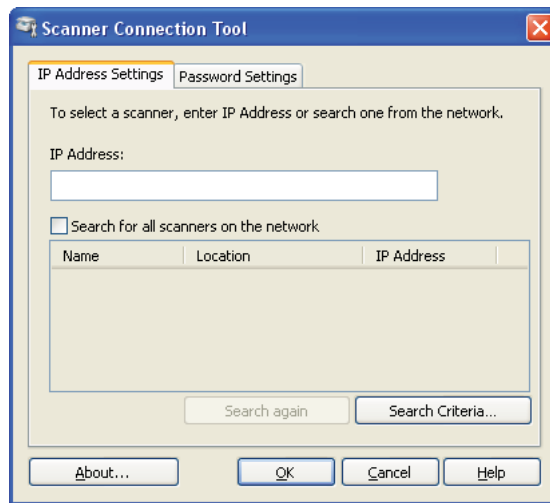 Scanner Connection Tool
IP Address Settings Password Settings
To select a scanner, enter IP Address or search one from the network.
IP Address:
Search for all scanners on the network
Name Location IP Address
Search again Search Criteria...
About... OK Cancel Help